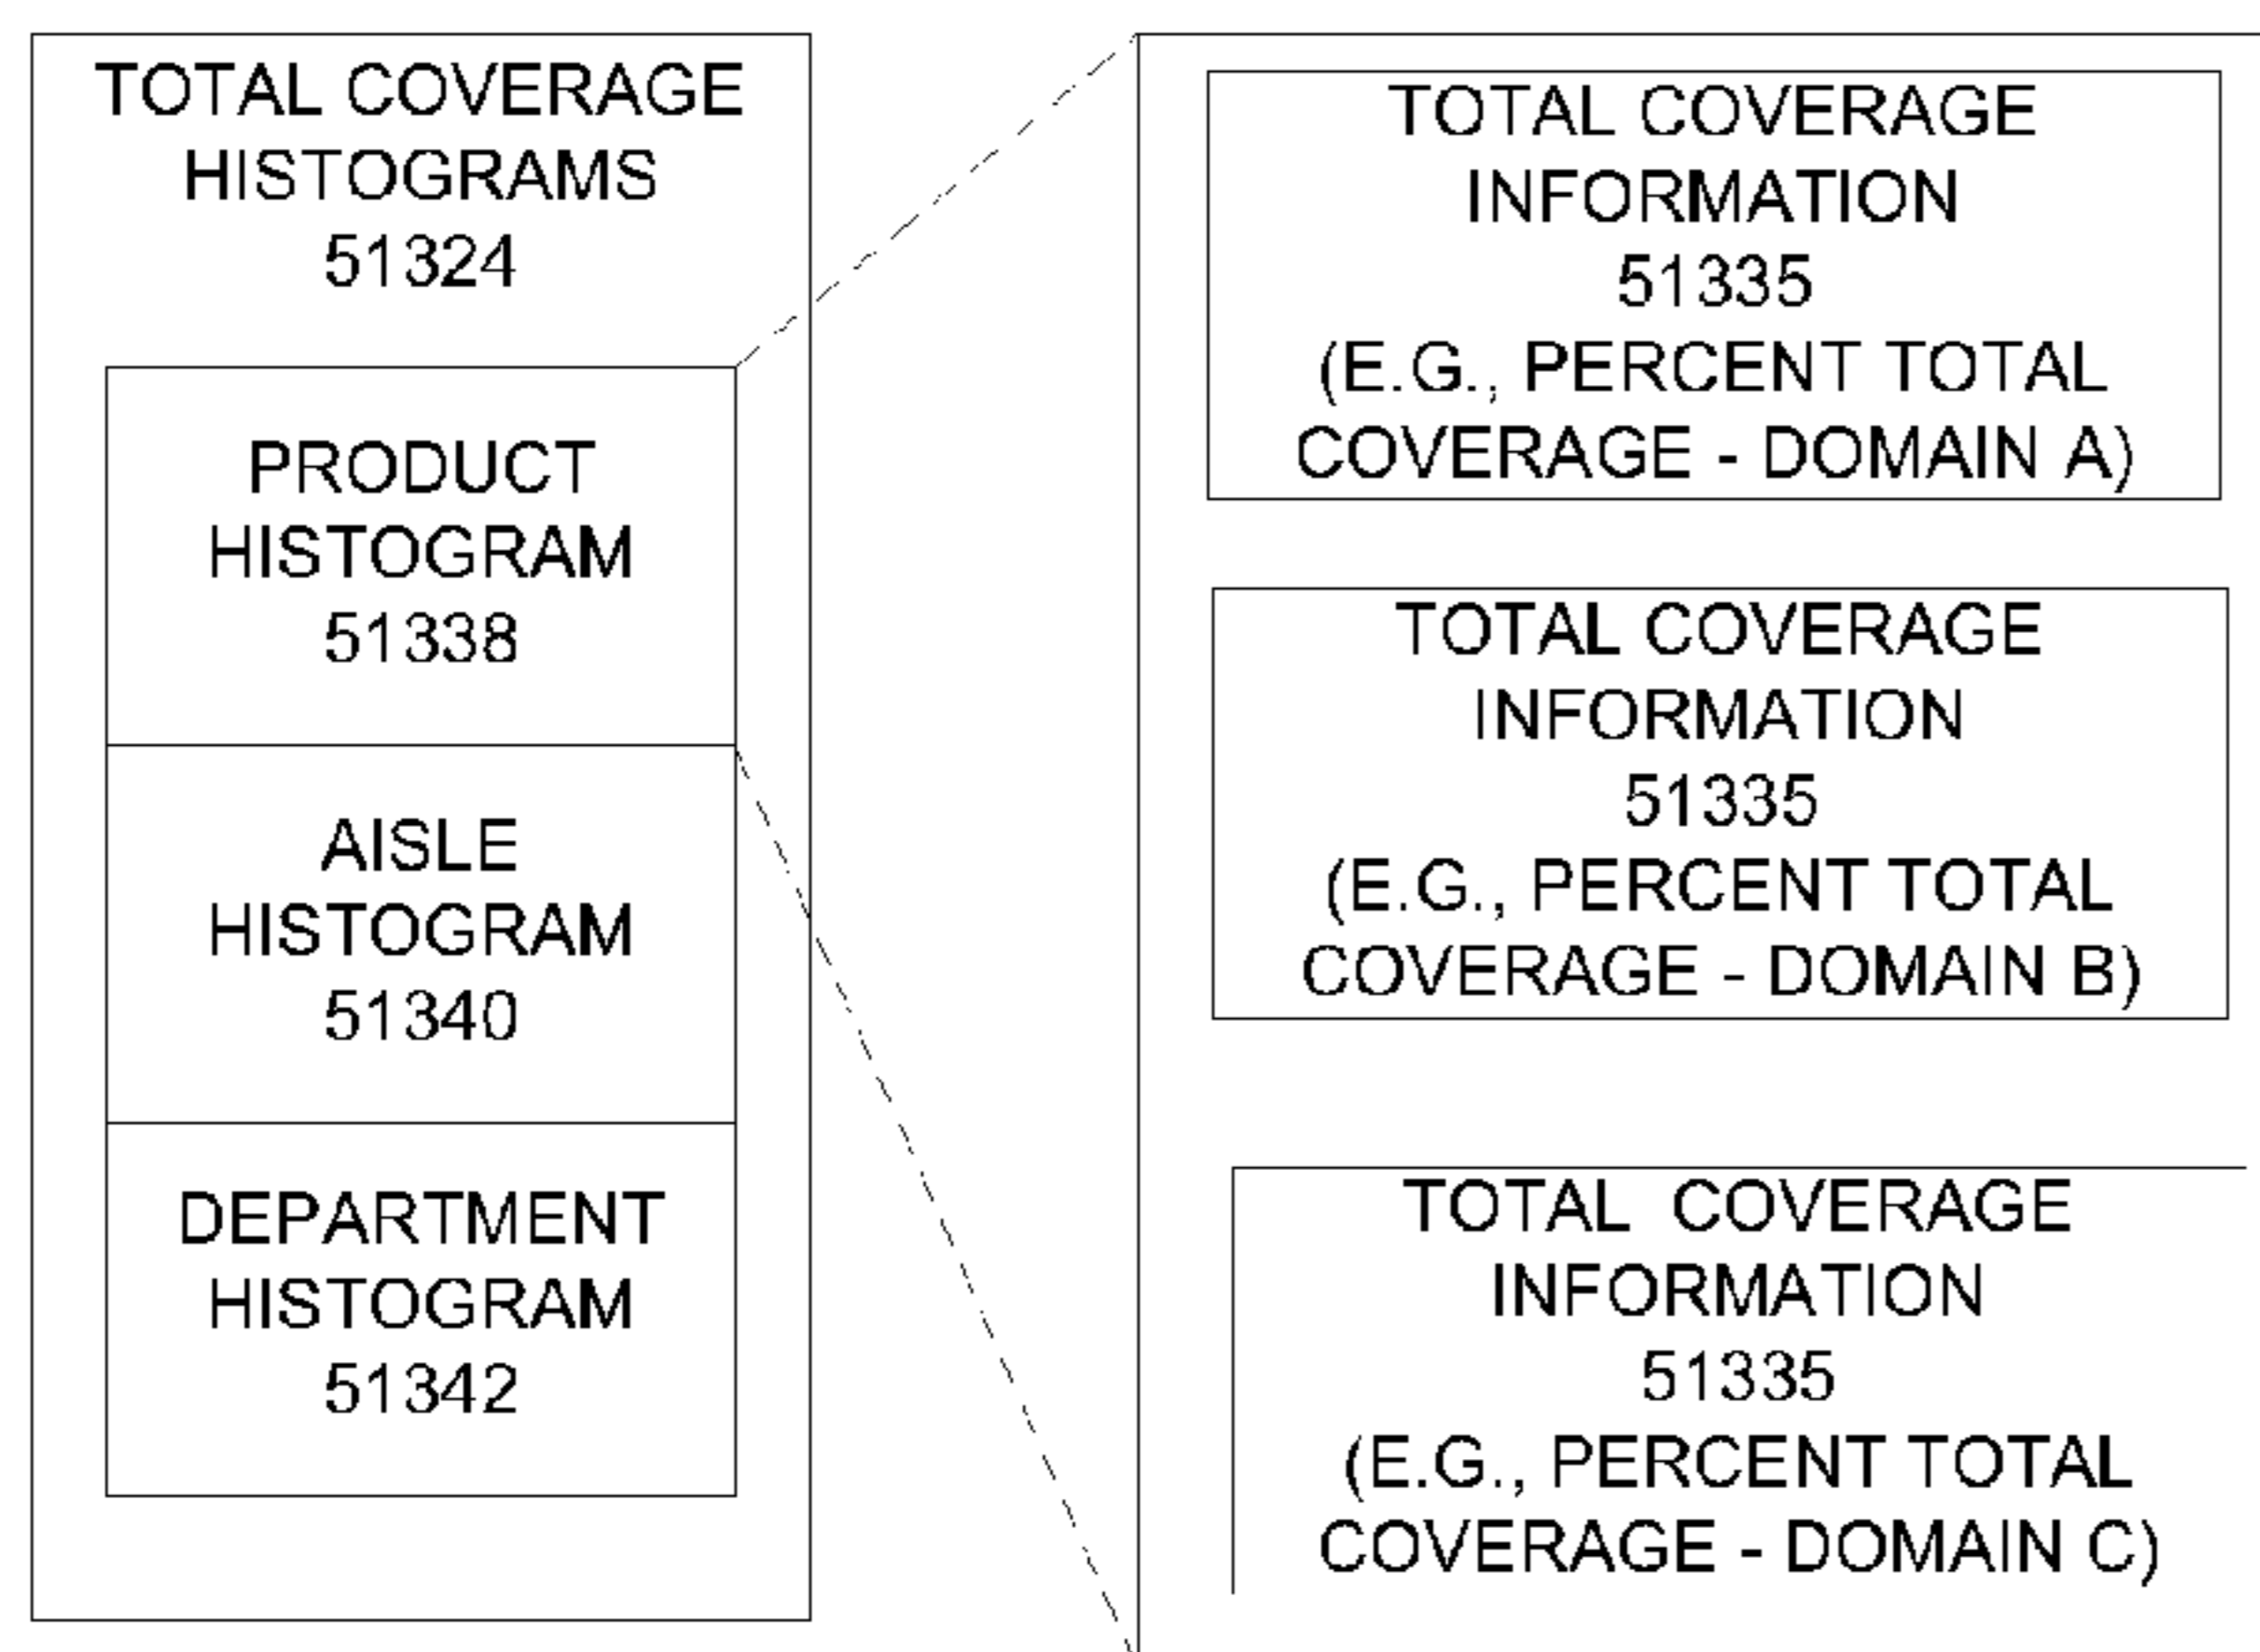 TOTAL COVERAGE
HISTOGRAMS
51324
PRODUCT
HISTOGRAM
51338
AISLE
HISTOGRAM
51340
DEPARTMENT
HISTOGRAM
51342
TOTAL COVERAGE
INFORMATION
51335
(E.G., PERCENT TOTAL
COVERAGE - DOMAIN A)
TOTAL COVERAGE
INFORMATION
51335
(E.G., PERCENT TOTAL
COVERAGE - DOMAIN B)
TOTAL COVERAGE
INFORMATION
51335
(E.G., PERCENT TOTAL
COVERAGE - DOMAIN C)